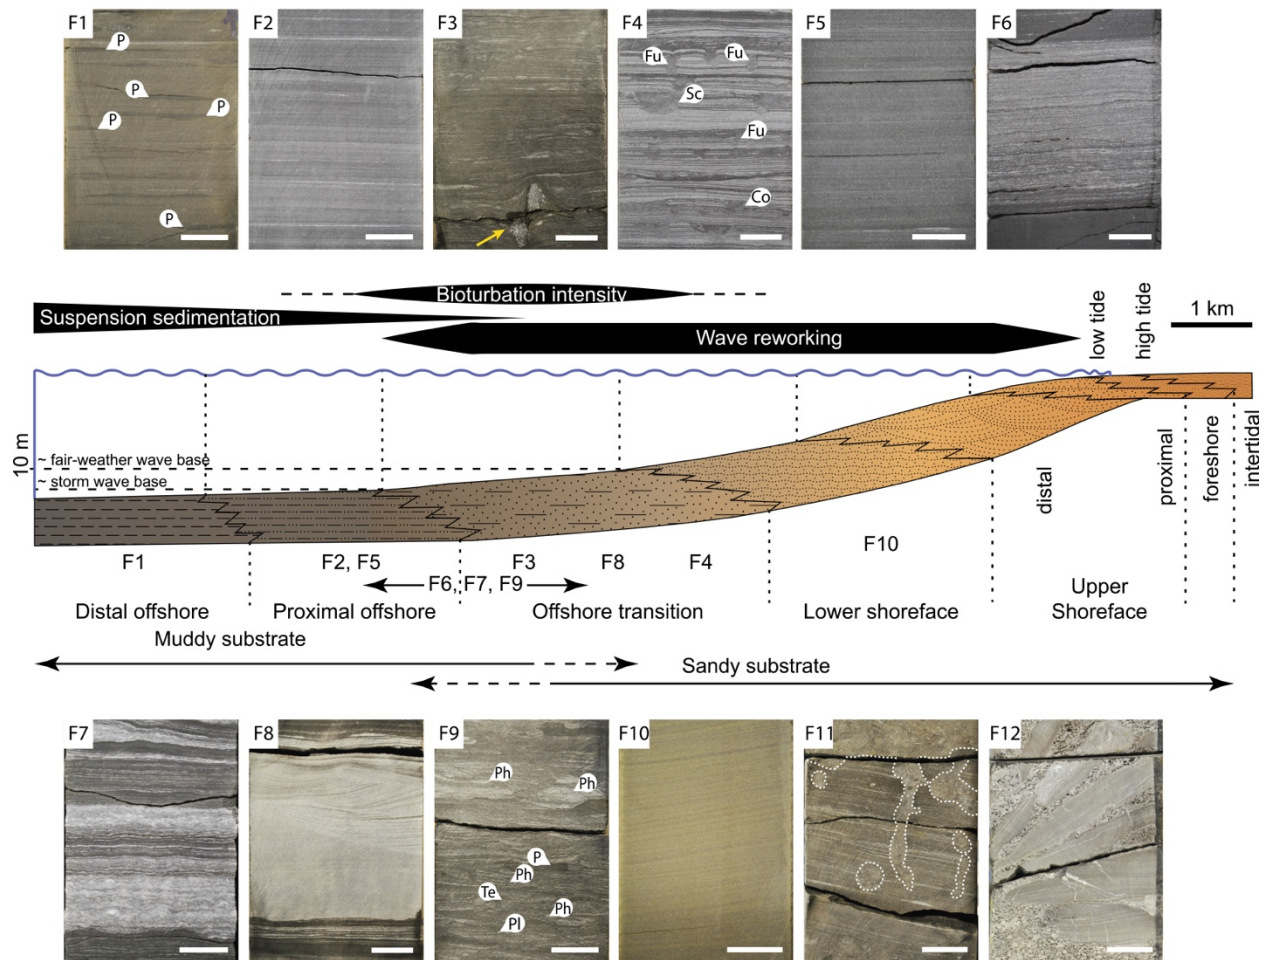 F1
F2
F3
F4
F5
F6
P
P
P
P
P
Fu
Fu
Sc
Fu
Co
Bioturbation intensity
Suspension sedimentation
Wave reworking
low tide
high tide
1 km
10 m
~ fair-weather wave base
~ storm wave base
distal
proximal
foreshore
intertidal
F1
F2, F5
F3
F8
F4
F10
F6, F7, F9
Distal offshore
Proximal offshore
Offshore transition
Lower shoreface
Upper
Shoreface
Muddy substrate
Sandy substrate
F7
F8
F9
F10
F11
F12
Ph
Ph
P
Ph
Te
Ph
Pl